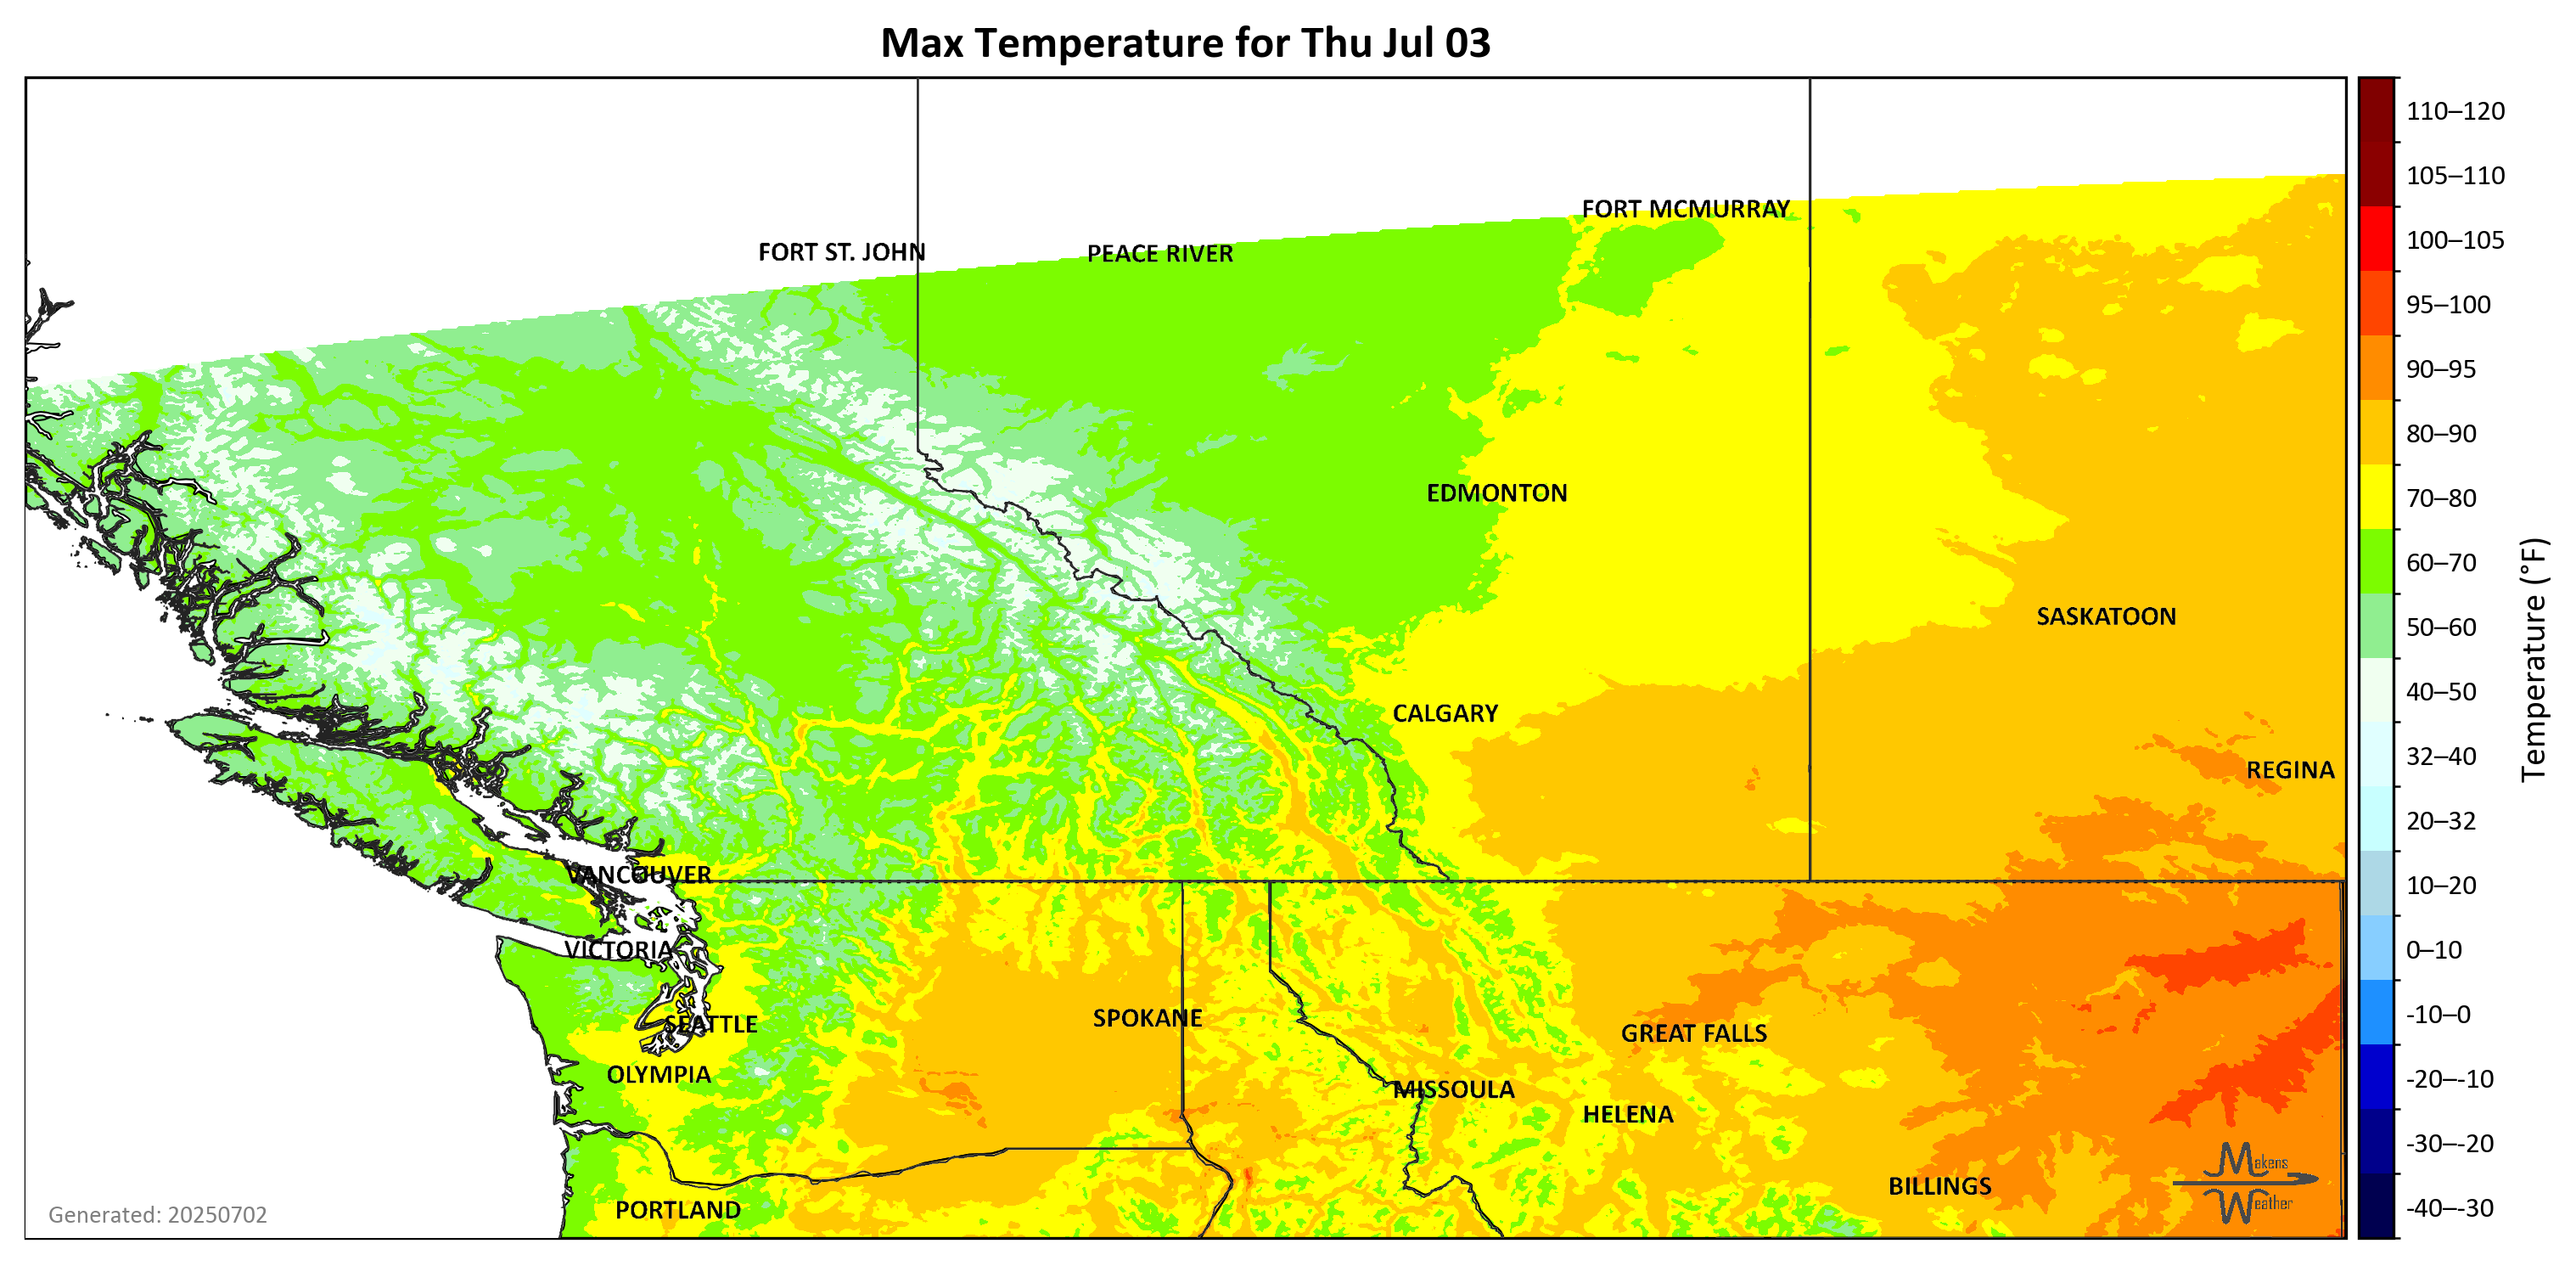 Max Temperature for Thu Jul 03
FORT MCMURRAY
FORT ST. JOHN
PEACE RIVER
EDMONTON
SASKATOON
CALGARY
REGINA
VANCOUVER
VICTORIA
SEATTLE
SPOKANE
GREAT FALLS
OLYMPIA
MISSOULA
HELENA
BILLINGS
PORTLAND
Makens
Weather
Generated: 20250702
110–120
105–110
100–105
95–100
90–95
80–90
70–80
60–70
50–60
40–50
32–40
20–32
10–20
0–10
-10–0
-20–-10
-30–-20
-40–-30
Temperature (°F)